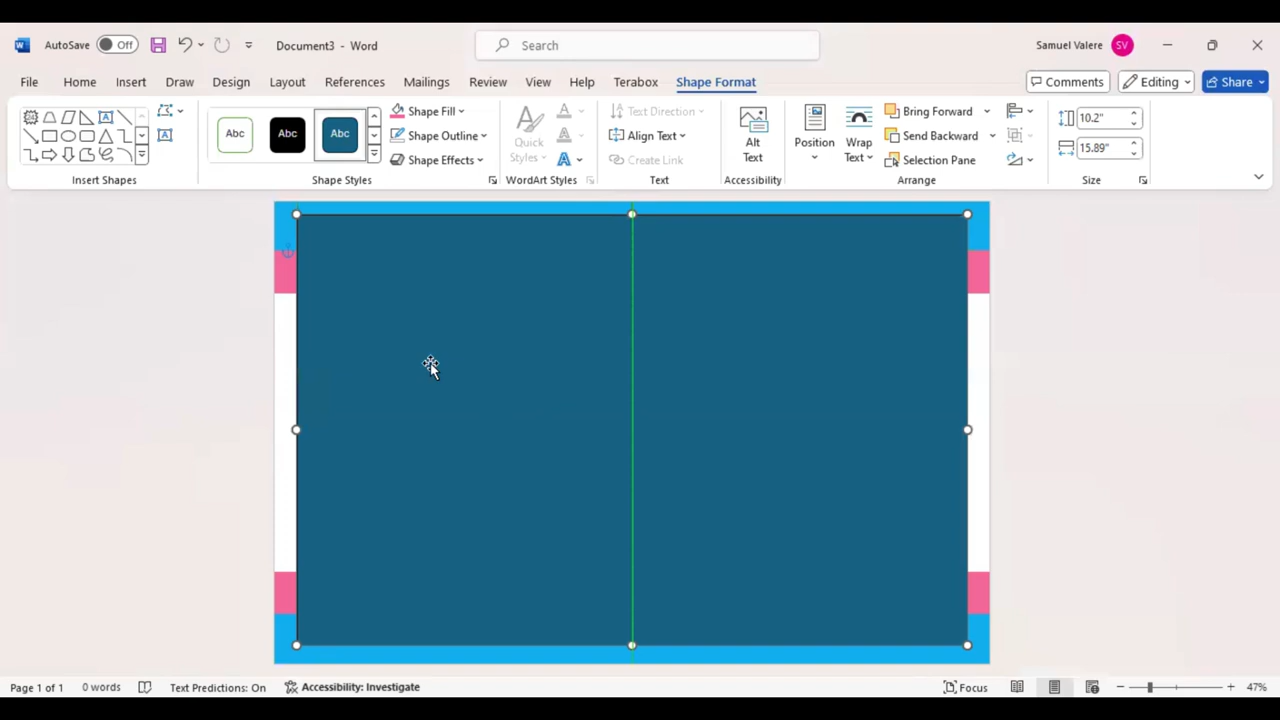 AutoSave Off Document3 - Word Search Samuel Valere SV
File Home Insert Draw Design Layout References Mailings Review View Help Terabox Shape Format Comments Editing Share
Abc Abc Abc
Shape Fill
Shape Outline
Shape Effects
Quick
Styles
Text Direction
Align Text
Create Link
Alt
Text
Position
Wrap
Text
Bring Forward
Send Backward
Selection Pane
10.2"
15.89"
Insert Shapes Shape Styles WordArt Styles Text Accessibility Arrange Size
Page 1 of 1 0 words Text Predictions: On Accessibility: Investigate Focus 47%